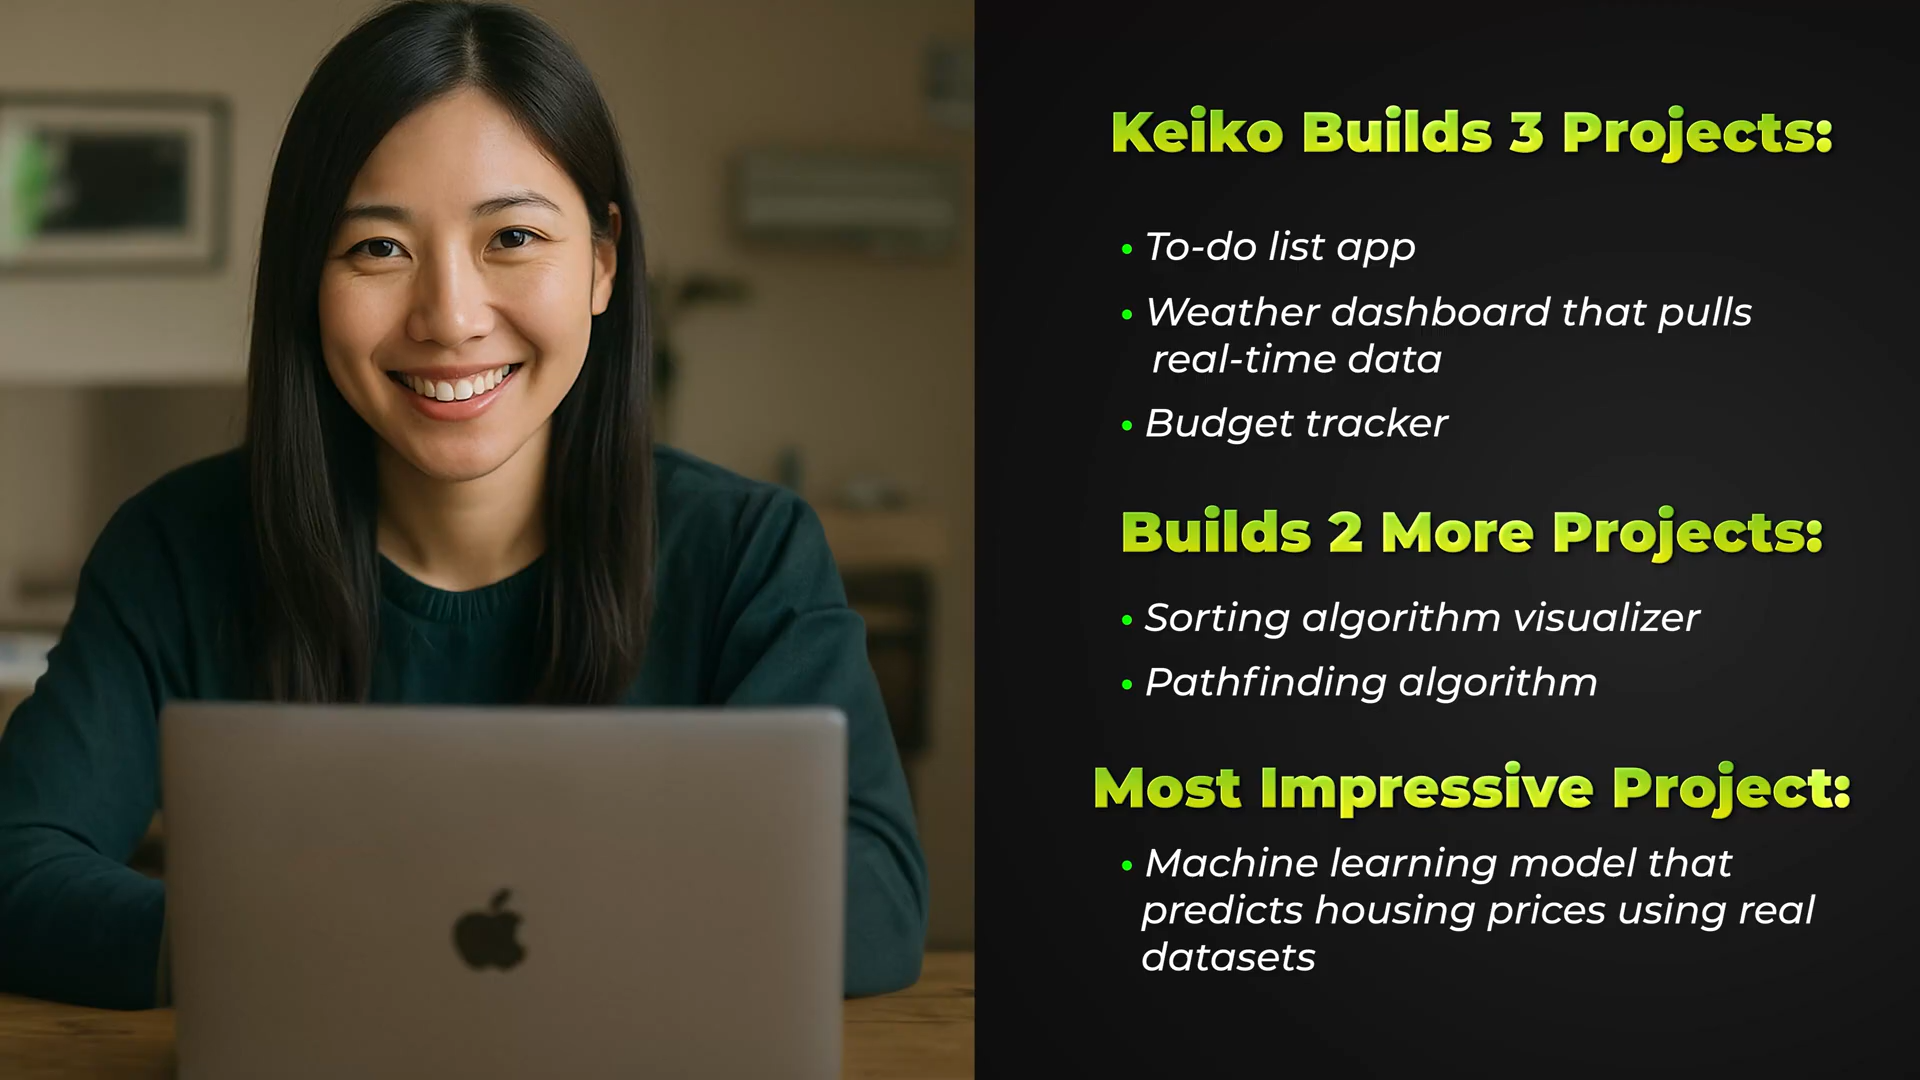 Keiko Builds 3 Projects:
• To-do list app
• Weather dashboard that pulls
real-time data
• Budget tracker
Builds 2 More Projects:
• Sorting algorithm visualizer
• Pathfinding algorithm
Most Impressive Project:
• Machine learning model that
predicts housing prices using real
datasets